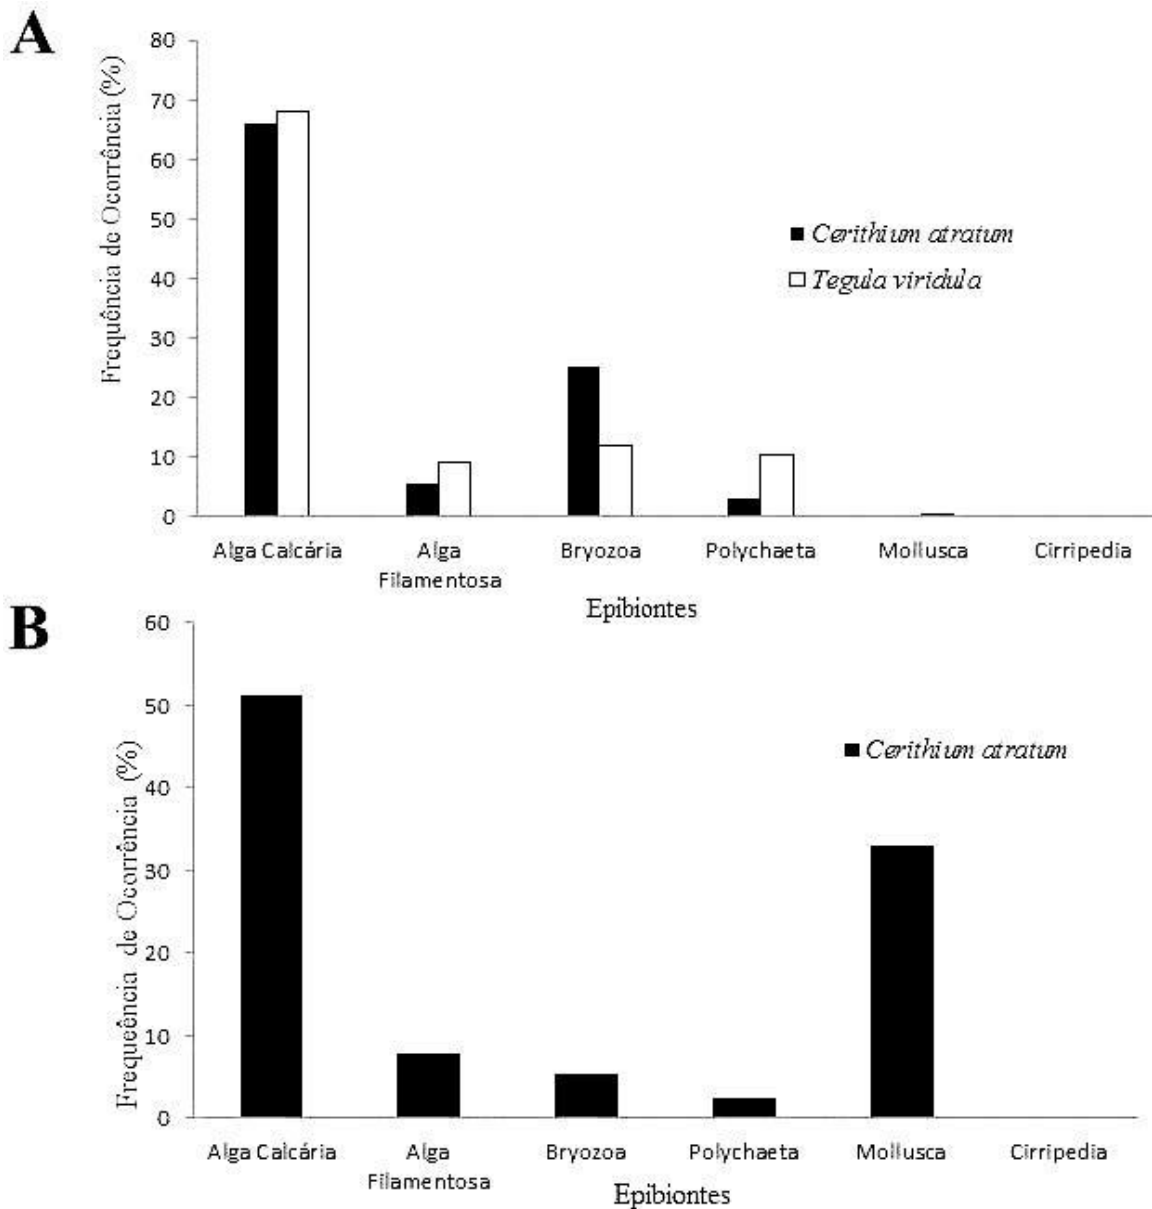 A
Frequência de Ocorrência (%)
80
70
60
50
40
30
20
10
0
Cerithium atratum
Tegula viridula
Alga Calcária
Alga
Filamentosa
Bryozoa
Polychaeta
Mollusca
Cirripedia
Epibiontes
B
Frequeência de Ocorrência (%)
60
50
40
30
20
10
0
Cerithium atratum
Alga Calcária
Alga
Filamentosa
Bryozoa
Polychaeta
Mollusca
Cirripedia
Epibiontes